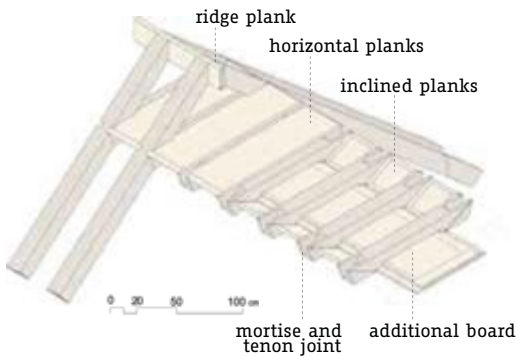 ridge plank
horizontal planks
inclined planks
0 20 50 100 cm
mortise and
tenon joint
additional board